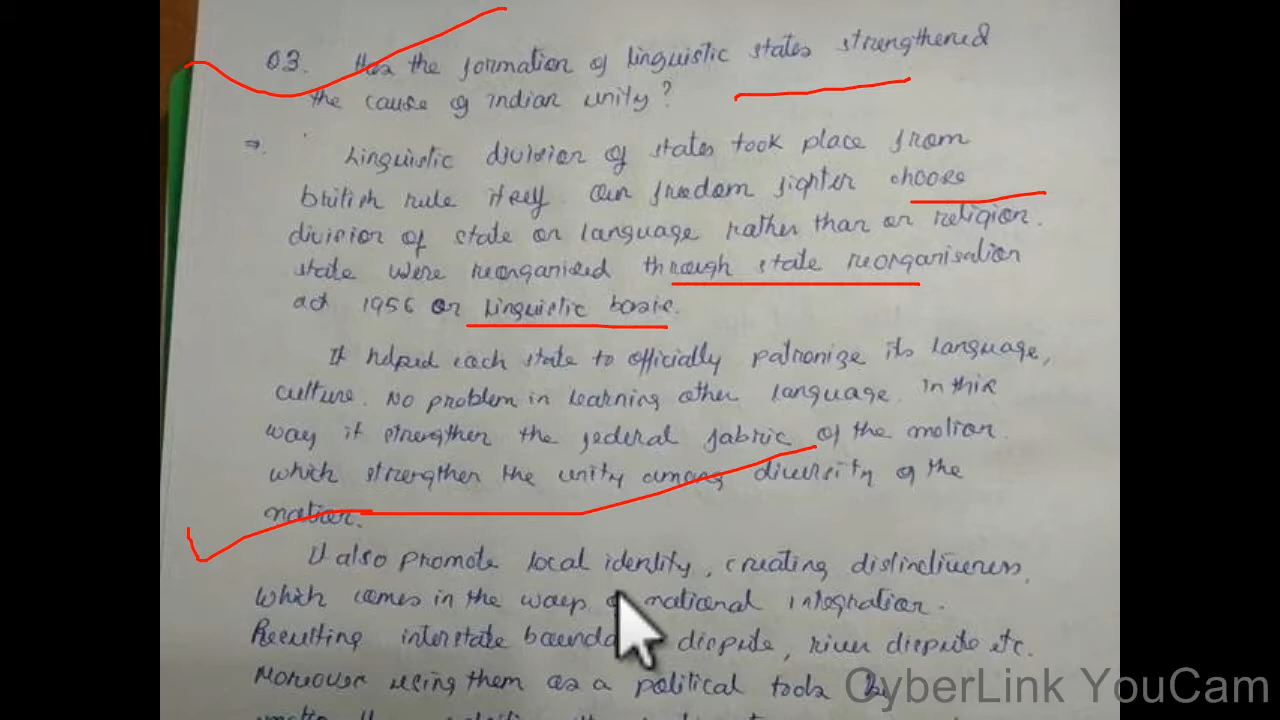 03. Has the formation of linguistic states strengthened
the cause of indian unity?
⇒. Linguistic division of states took place from
british rule itself. Our freedom fighter choose
division of state on language rather than on religion.
state were reorganised through state reorganisation
act 1956 on linguistic basis.
It helped each state to officially patronize its language,
culture. No problem in learning other language. In this
way it strengthen the federal fabric of the nation.
which strengthen the unity among diversity of the
nation.
It also promote local identity, creating distinctiveness,
which comes in the ways national integration.
Resulting interstate dispute, river dispute etc.
Moreover using them as a political tools
CyberLink YouCam